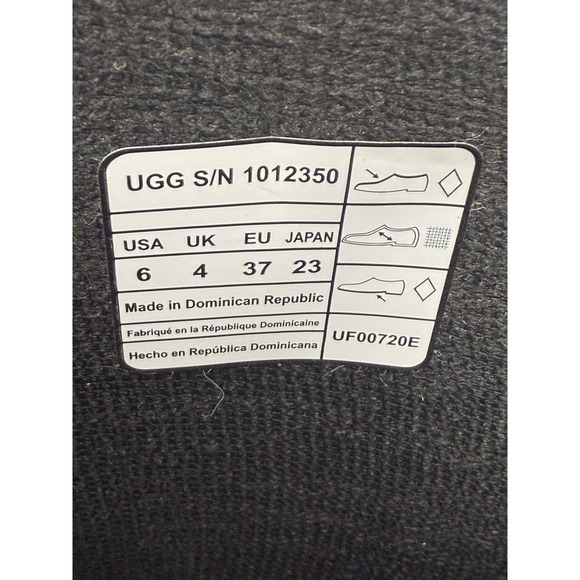 UGG S/N 1012350
USA UK EU JAPAN
6 4 37 23
Made in Dominican Republic
Fabriqué en la République Dominicaine
Hecho en República Dominicana
UF00720E